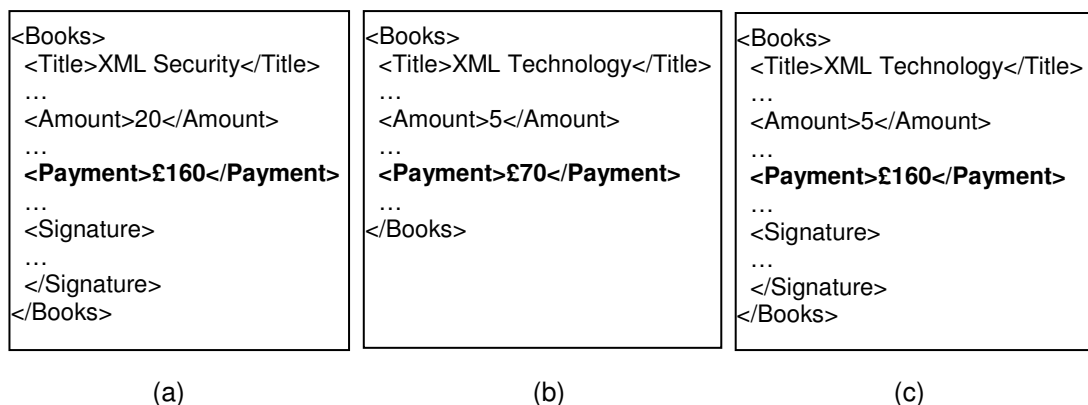 <Books>
<Title>XML Security</Title>
…
<Amount>20</Amount>
…
<Payment>£160</Payment>
…
<Signature>
…
</Signature>
</Books>
<Books>
<Title>XML Technology</Title>
…
<Amount>5</Amount>
…
<Payment>£70</Payment>
…
</Books>
<Books>
<Title>XML Technology</Title>
…
<Amount>5</Amount>
…
<Payment>£160</Payment>
…
<Signature>
…
</Signature>
</Books>
(a)
(b)
(c)